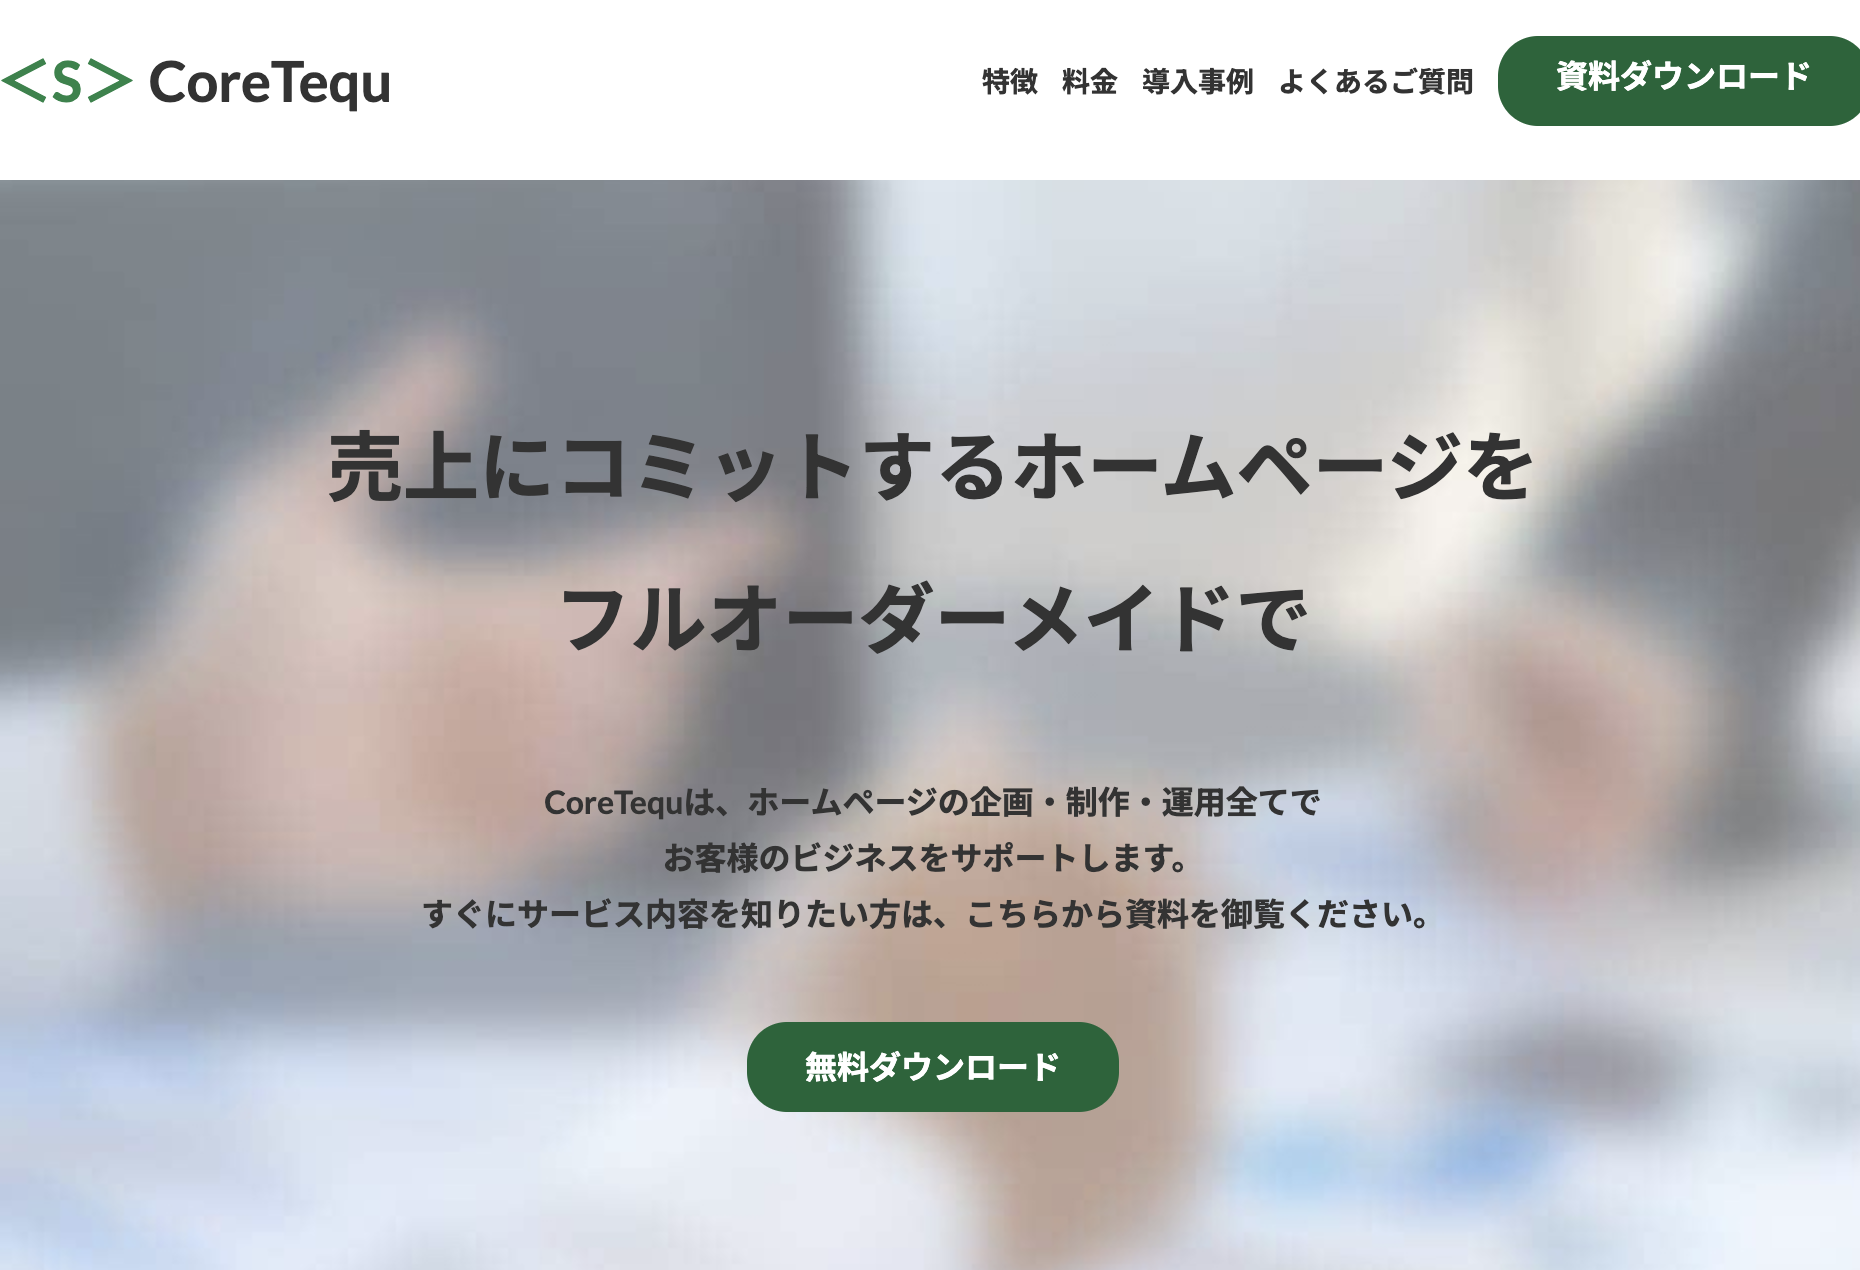 <S> CoreTequ
特徴 料金 導入事例 よくあるご質問 資料ダウンロード
売上にコミットするホームページを
フルオーダーメイドで
CoreTequは、ホームページの企画・制作・運用全てで
お客様のビジネスをサポートします。
すぐにサービス内容を知りたい方は、こちらから資料を御覧ください。
無料ダウンロード